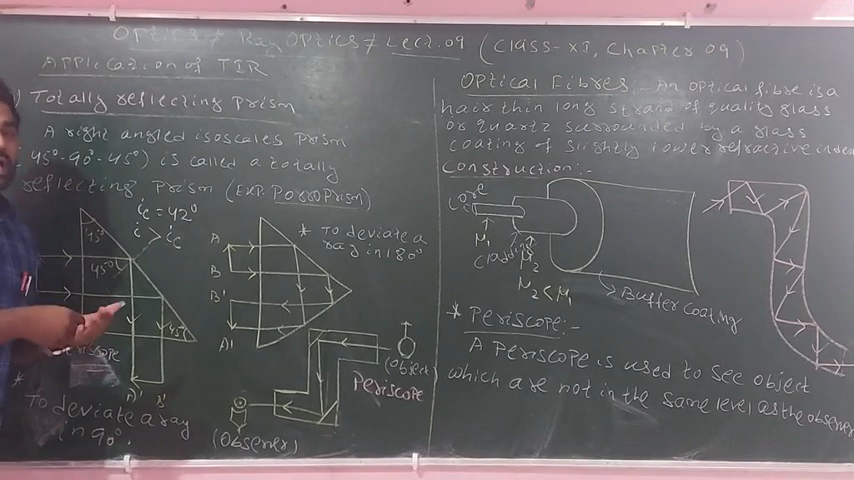 OPTICS / Ray OPTICS / Lect. 09 (Class-XI, Chapter 09)
APPLICATION OF TIR
Totally reflecting Prism
A right angled isosceles Prism
45°-90°-45°) is called a totally
reflecting Prism (EXP. PORRO Prism)
ic = 42°
i > ic
45°
45°
45°
A' B'
* To deviate a ray
in 90°.
* To deviate a
ray in 180°
A
B
B'
A'
(Object)
PERISCOPE
(Observer)
Optical Fibres:- An optical fibre is a
hair thin long strand of quality glass
or quartz surrounded by a glass
coating of slightly lower refractive index
Construction:-
Core
μ1
Cladding
μ2
μ2 < μ1
Buffer coating
* Periscope:-
A Periscope is used to see object
which are not in the same level as the observer